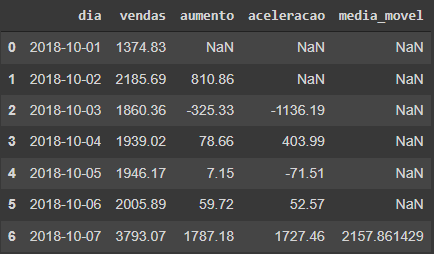 dia vendas aumento aceleracao media_movel
0 2018-10-01 1374.83 NaN NaN NaN
1 2018-10-02 2185.69 810.86 NaN NaN
2 2018-10-03 1860.36 -325.33 -1136.19 NaN
3 2018-10-04 1939.02 78.66 403.99 NaN
4 2018-10-05 1946.17 7.15 -71.51 NaN
5 2018-10-06 2005.89 59.72 52.57 NaN
6 2018-10-07 3793.07 1787.18 1727.46 2157.861429